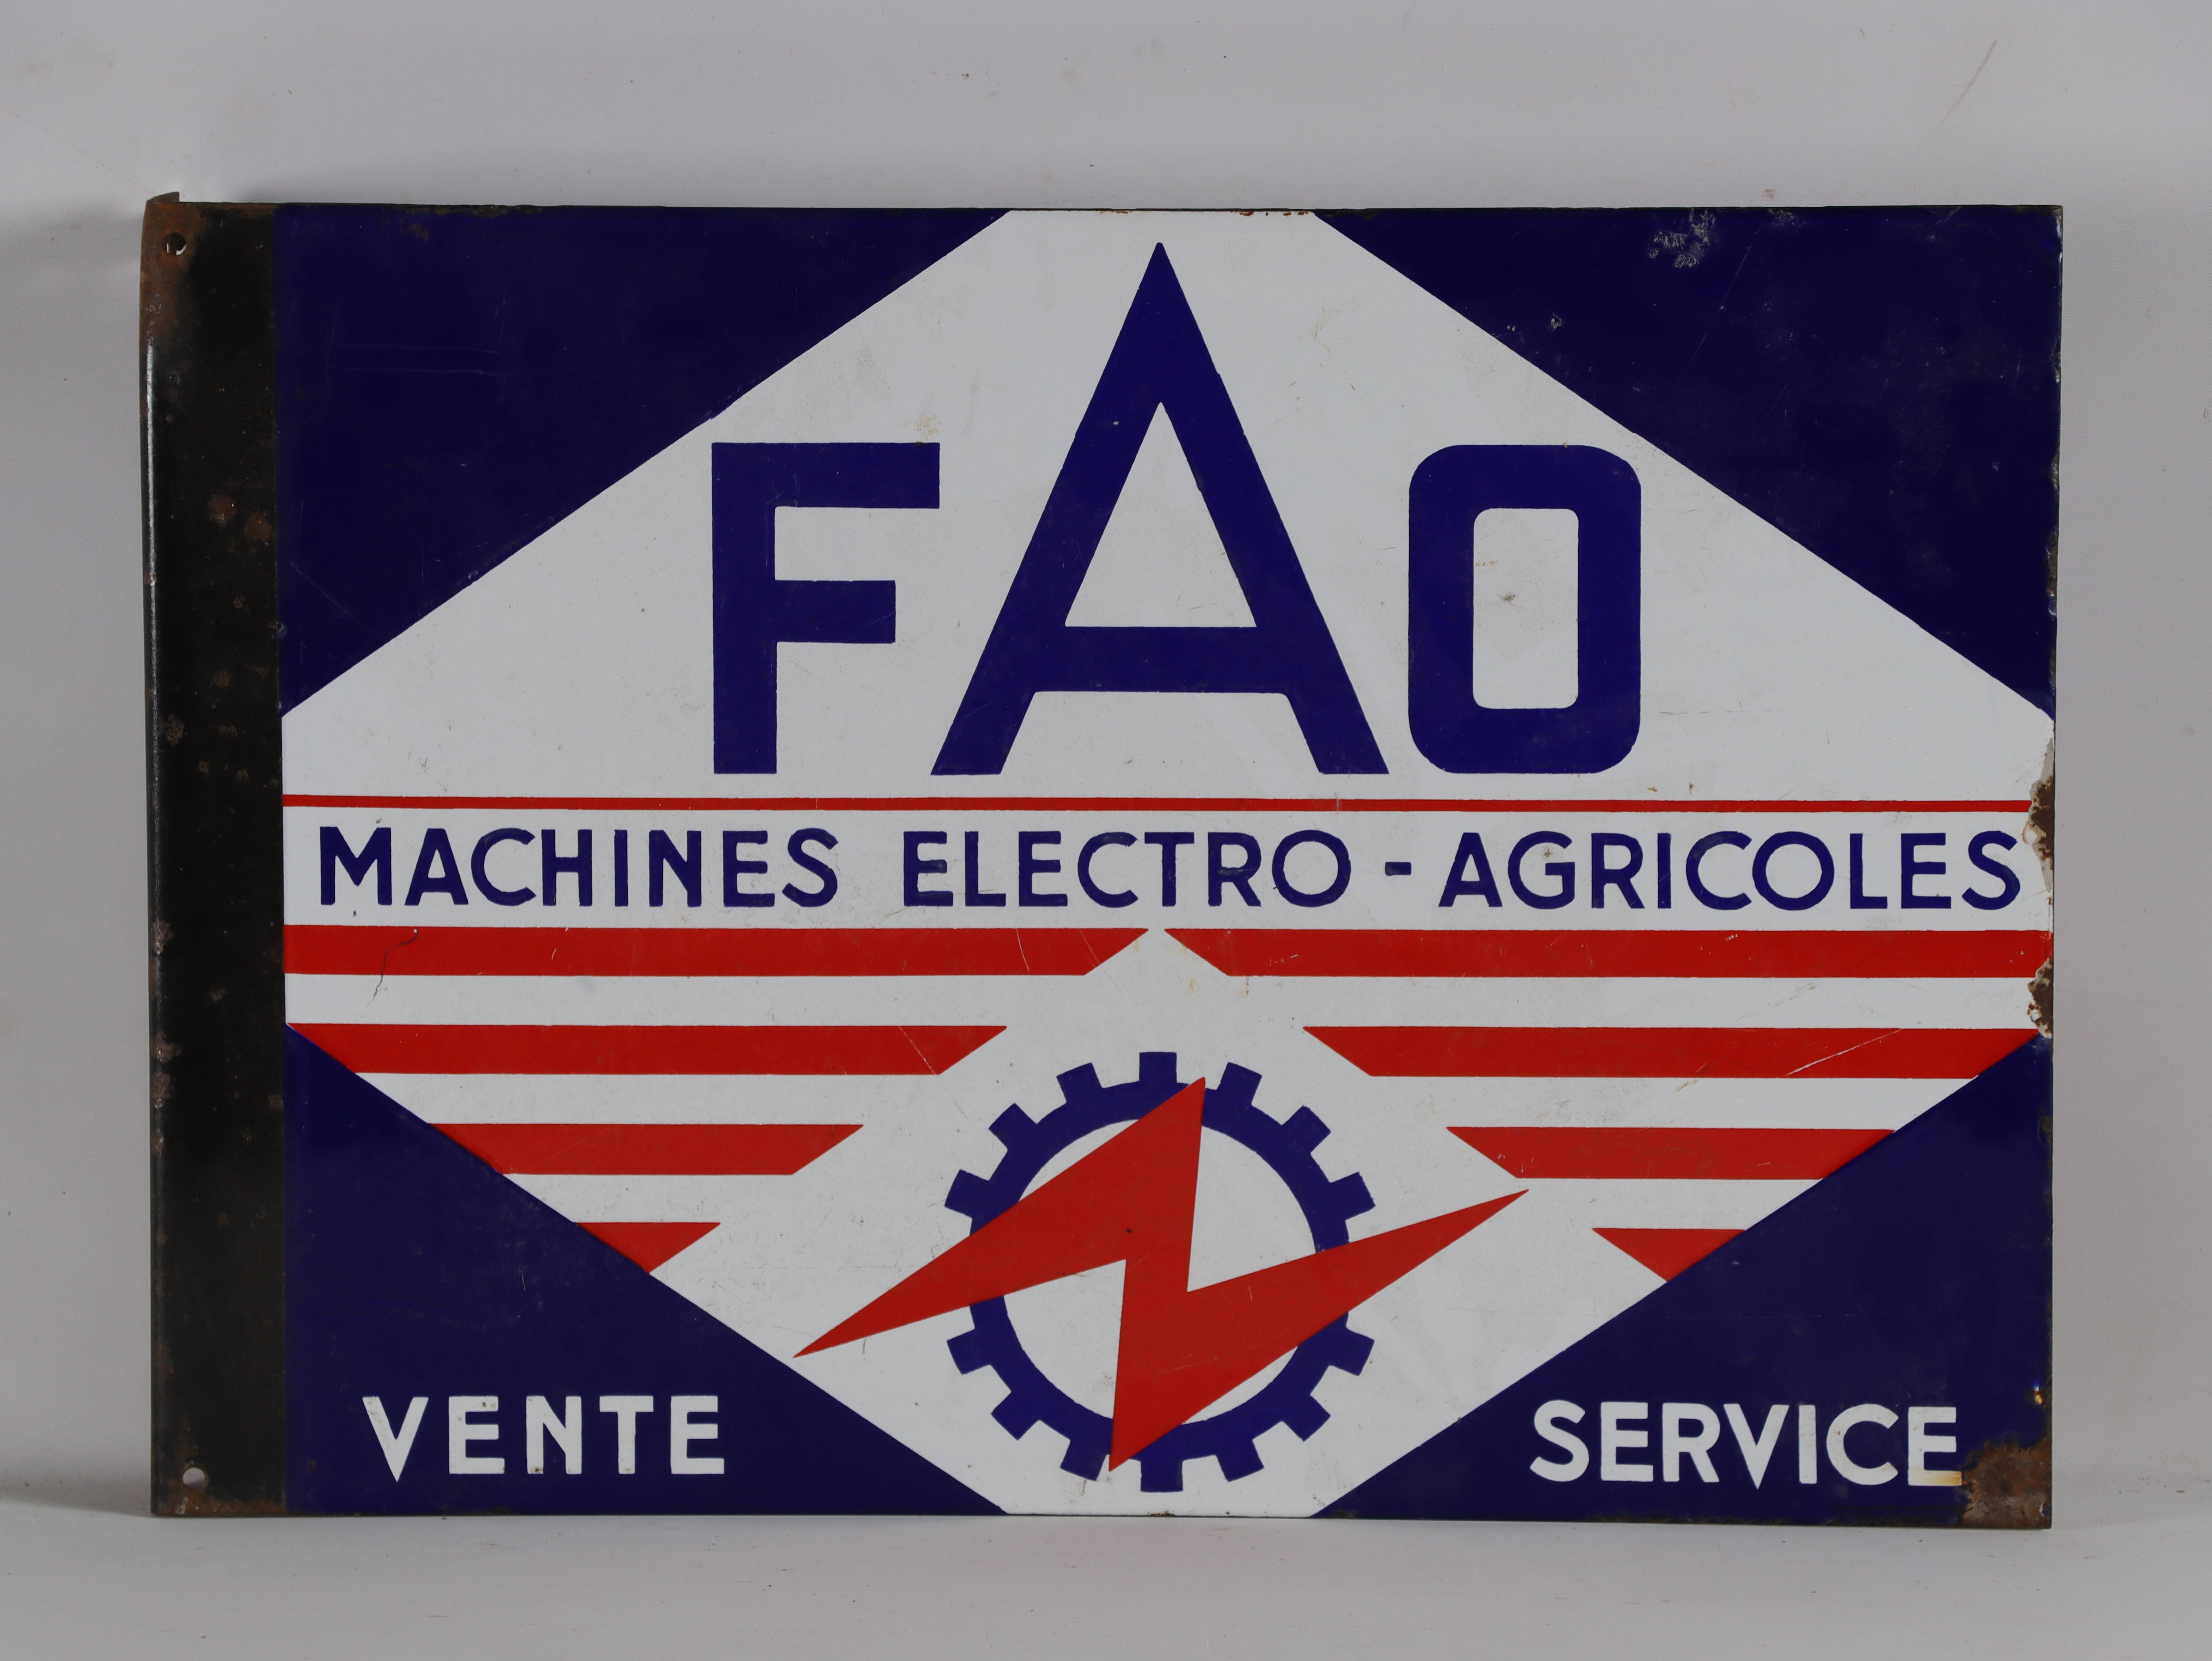 FAO
MACHINES ELECTRO-AGRICOLES
VENTE
SERVICE